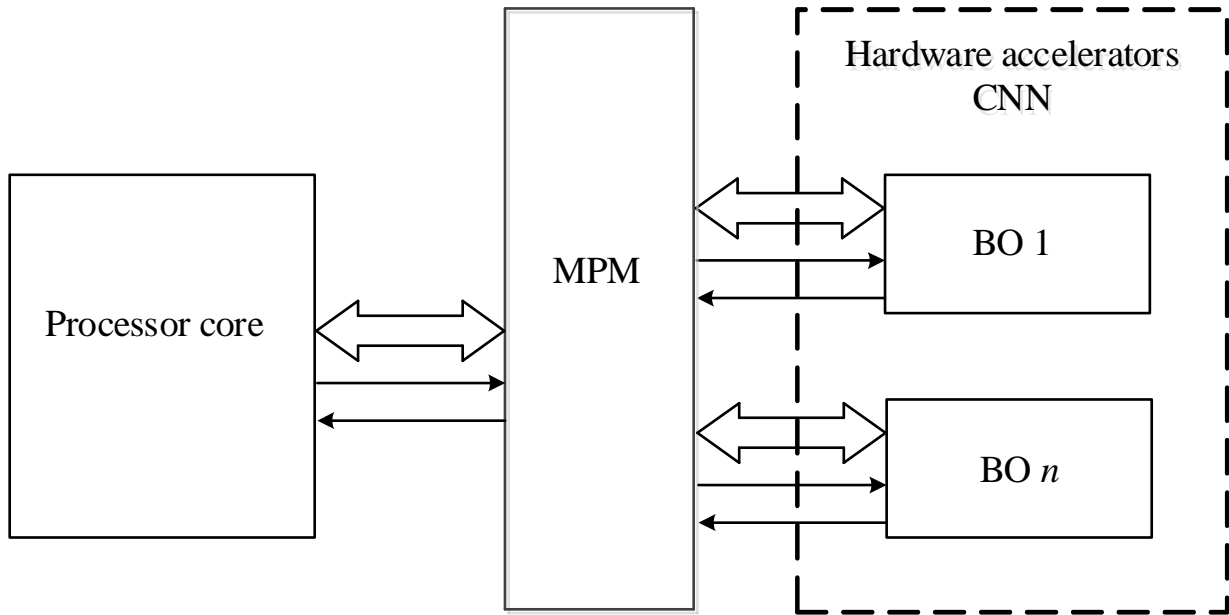 Hardware accelerators
CNN
Processor core
MPM
BO 1
BO n